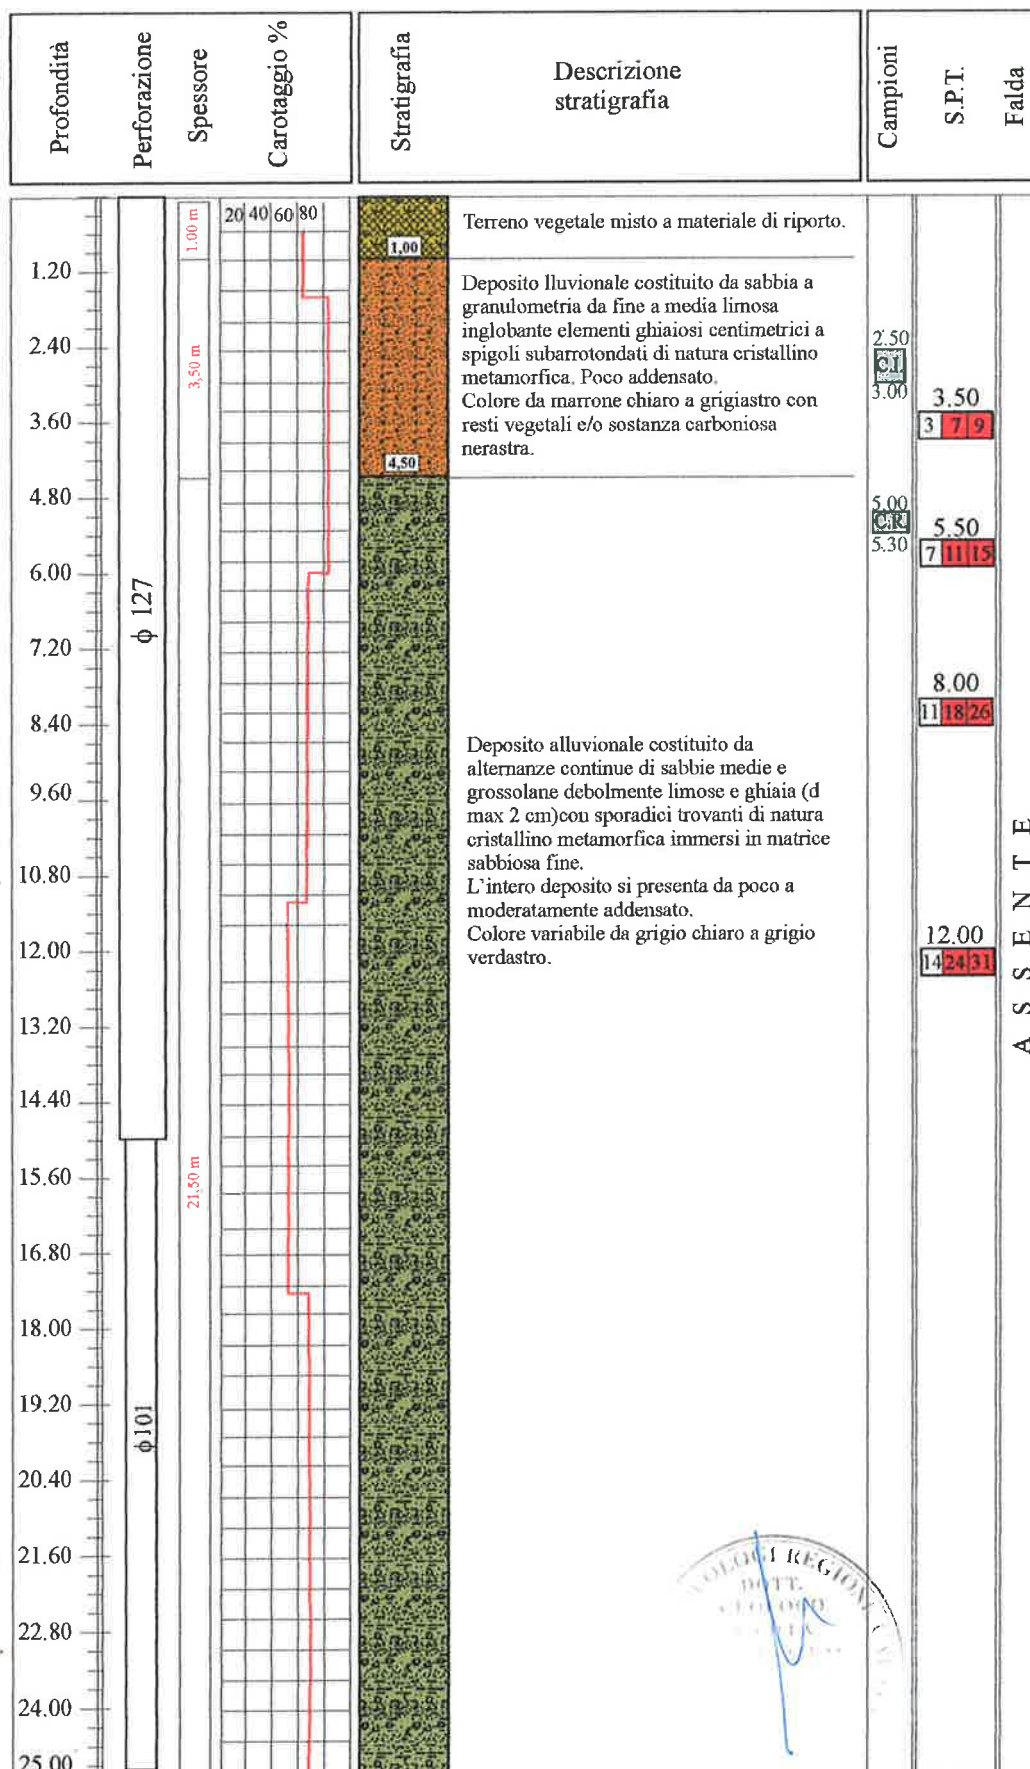 Profondità
Perforazione
Spessore
Carotaggio %
Stratigrafia
Descrizione
stratigrafia
Campioni
S.P.T.
Falda
20 40 60 80
1.00 m
1,00
Terreno vegetale misto a materiale di riporto.
1.20
2.40
3.60
4.80
6.00
7.20
8.40
9.60
10.80
12.00
13.20
14.40
15.60
16.80
18.00
19.20
20.40
21.60
22.80
24.00
25.00
ϕ 127
ϕ101
3,50 m
21,50 m
4,50
Deposito lluvionale costituito da sabbia a
granulometria da fine a media limosa
inglobante elementi ghiaiosi centimetrici a
spigoli subarrotondati di natura cristallino
metamorfica. Poco addensato.
Colore da marrone chiaro a grigiastro con
resti vegetali e/o sostanza carboniosa
nerastra.
Deposito alluvionale costituito da
alternanze continue di sabbie medie e
grossolane debolmente limose e ghiaia (d
max 2 cm)con sporadici trovanti di natura
cristallino metamorfica immersi in matrice
sabbiosa fine.
L'intero deposito si presenta da poco a
moderatamente addensato.
Colore variabile da grigio chiaro a grigio
verdastro.
2.50
C.I.
3.00
5.00
C.R.
5.30
3.50
3 7 9
5.50
7 11 15
8.00
11 18 26
12.00
14 24 31
ASSENTE
DOTT.